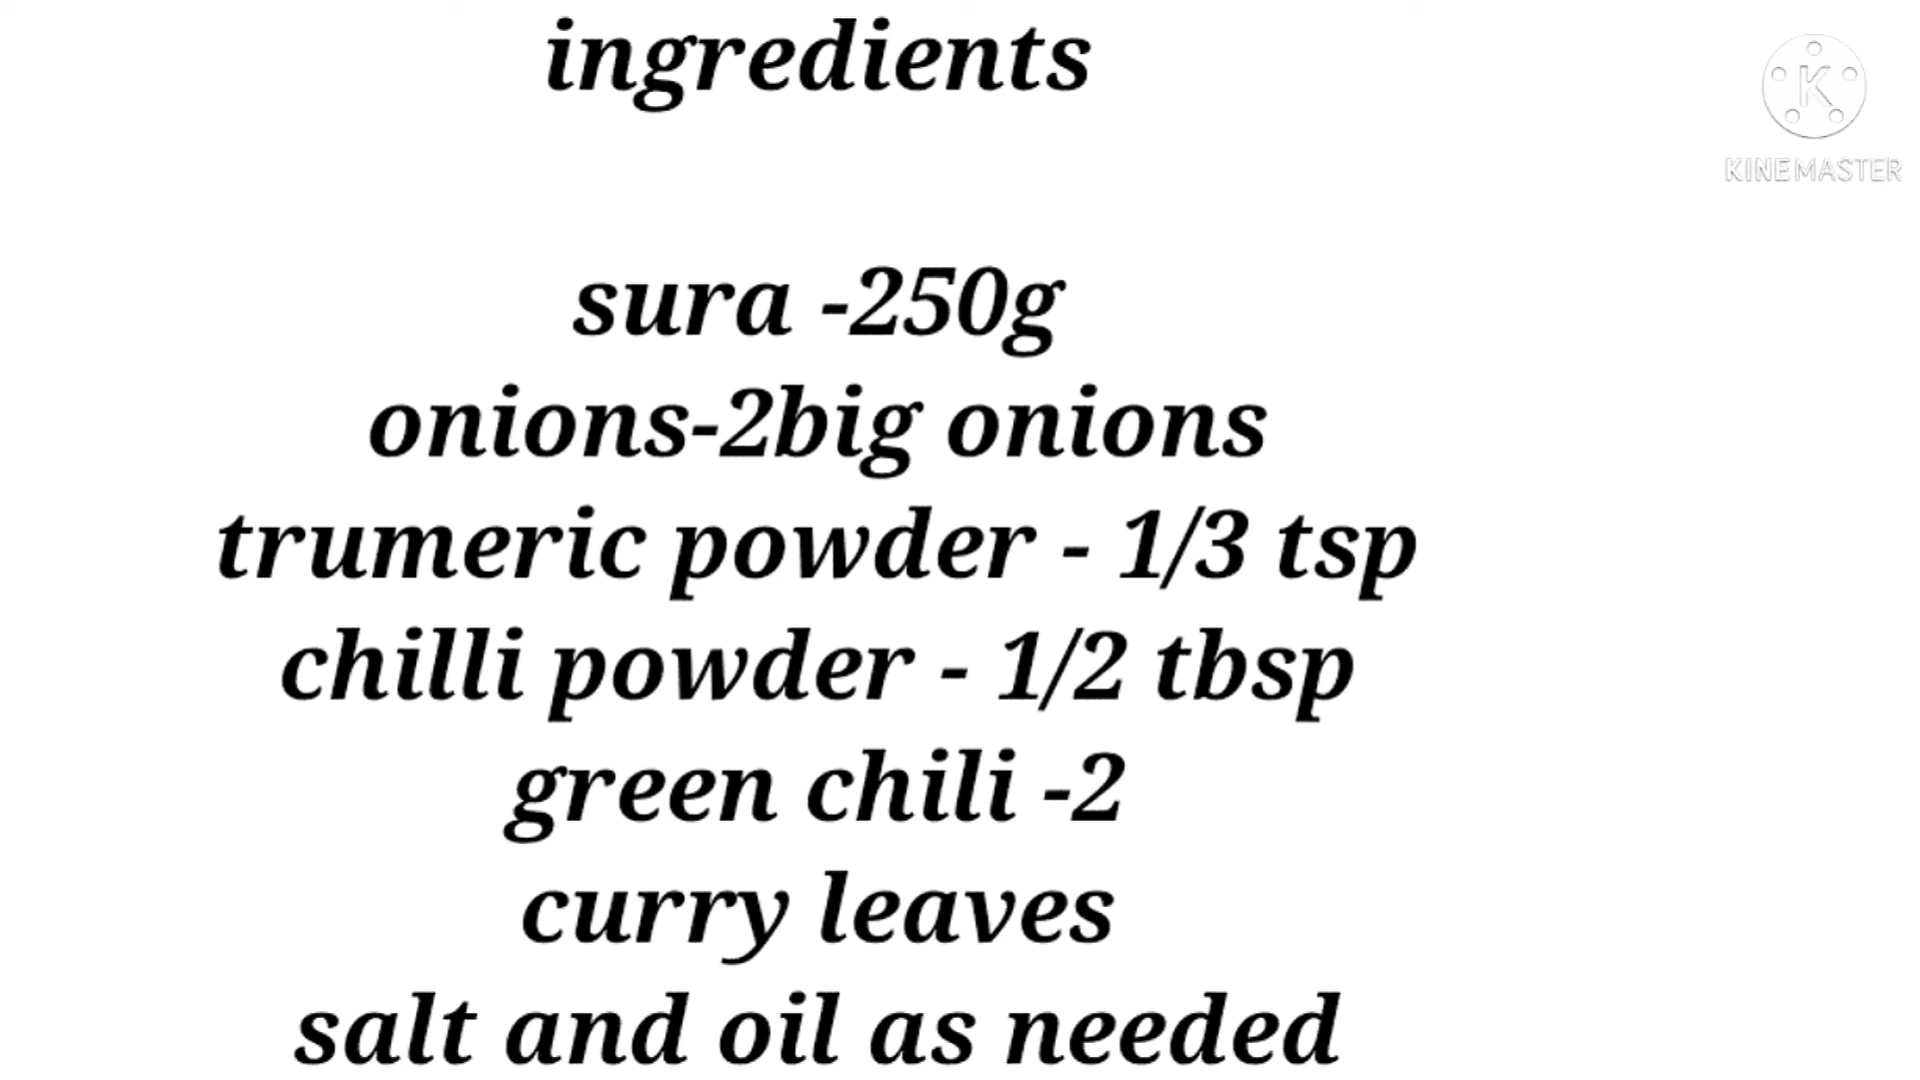 ingredients
KINEMASTER
sura -250g
onions-2big onions
trumeric powder - 1/3 tsp
chilli powder - 1/2 tbsp
green chili -2
curry leaves
salt and oil as needed